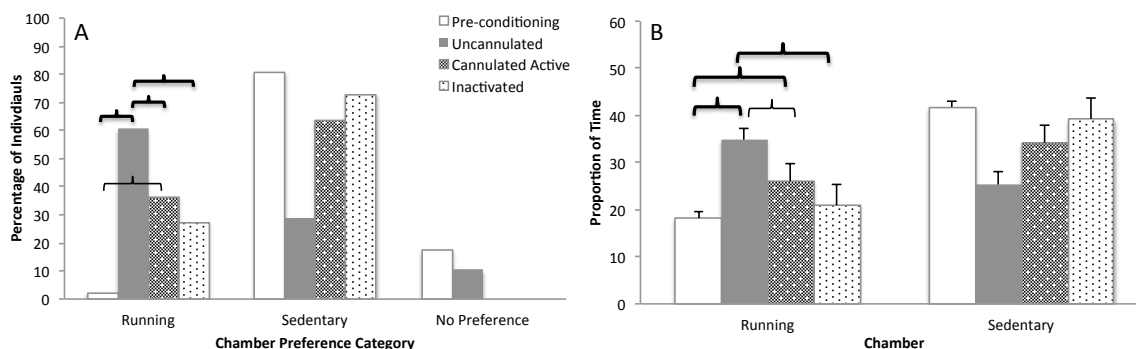 A
100
90
80
70
60
50
40
30
20
10
0
Percentage of Indivdiauls
Running
Sedentary
No Preference
Chamber Preference Category
Pre-conditioning
Uncannulated
Cannulated Active
Inactivated
B
60
50
40
30
20
10
0
Proportion of Time
Running
Sedentary
Chamber